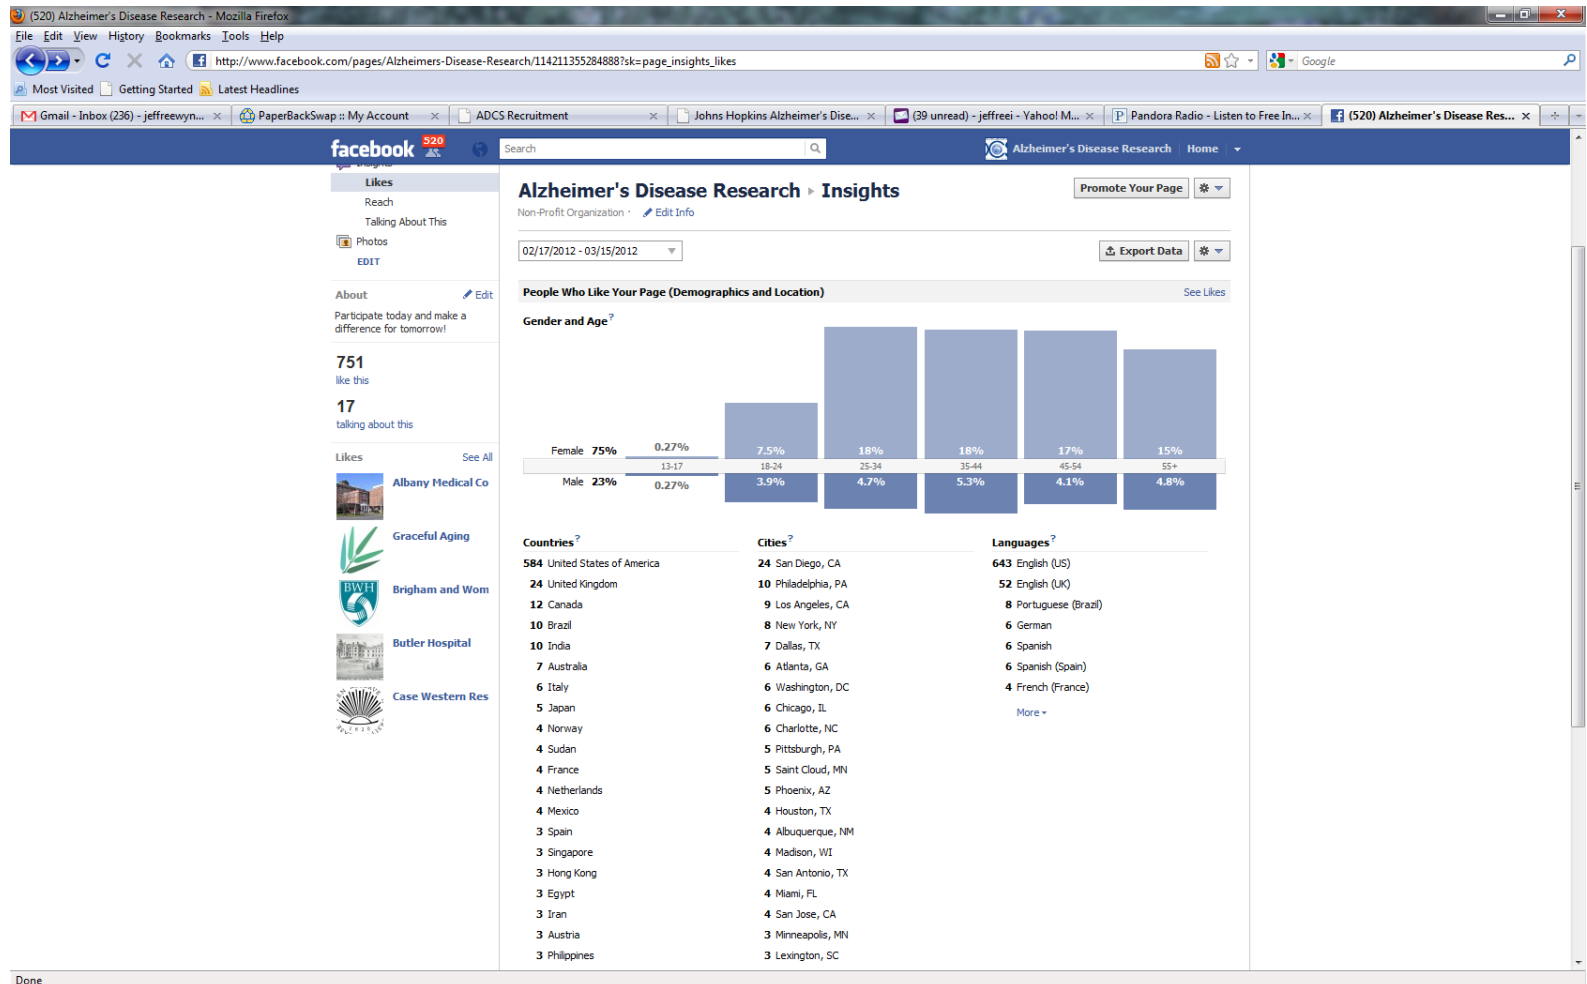 (520) Alzheimer's Disease Research - Mozilla Firefox
File Edit View History Bookmarks Tools Help
http://www.facebook.com/pages/Alzheimers-Disease-Research/114211355284888?sk=page_insights_likes
Google
Most Visited Getting Started Latest Headlines
Gmail - Inbox (236) - jeffreewyn... PaperBackSwap :: My Account ADCS Recruitment Johns Hopkins Alzheimer's Dise... (39 unread) - jeffreei - Yahoo! M... Pandora Radio - Listen to Free In... (520) Alzheimer's Disease Res...
facebook 520 Search Alzheimer's Disease Research Home
Insights
Likes
Reach
Talking About This
Photos
EDIT
About Edit
Participate today and make a
difference for tomorrow!
751
like this
17
talking about this
Likes See All
Albany Medical Co
Graceful Aging
BWH
Brigham and Wom
Butler Hospital
Case Western Res
Alzheimer's Disease Research Insights
Promote Your Page
Non-Profit Organization · Edit Info
02/17/2012 - 03/15/2012
Export Data
People Who Like Your Page (Demographics and Location) See Likes
Gender and Age?
Female 75% 0.27% 7.5% 18% 18% 17% 15%
13-17 18-24 25-34 35-44 45-54 55+
Male 23% 0.27% 3.9% 4.7% 5.3% 4.1% 4.8%
Countries?
584 United States of America
24 United Kingdom
12 Canada
10 Brazil
10 India
7 Australia
6 Italy
5 Japan
4 Norway
4 Sudan
4 France
4 Netherlands
4 Mexico
3 Spain
3 Singapore
3 Hong Kong
3 Egypt
3 Iran
3 Austria
3 Philippines
Cities?
24 San Diego, CA
10 Philadelphia, PA
9 Los Angeles, CA
8 New York, NY
7 Dallas, TX
6 Atlanta, GA
6 Washington, DC
6 Chicago, IL
6 Charlotte, NC
5 Pittsburgh, PA
5 Saint Cloud, MN
5 Phoenix, AZ
4 Houston, TX
4 Albuquerque, NM
4 Madison, WI
4 San Antonio, TX
4 Miami, FL
4 San Jose, CA
3 Minneapolis, MN
3 Lexington, SC
Languages?
643 English (US)
52 English (UK)
8 Portuguese (Brazil)
6 German
6 Spanish
6 Spanish (Spain)
4 French (France)
More
Done